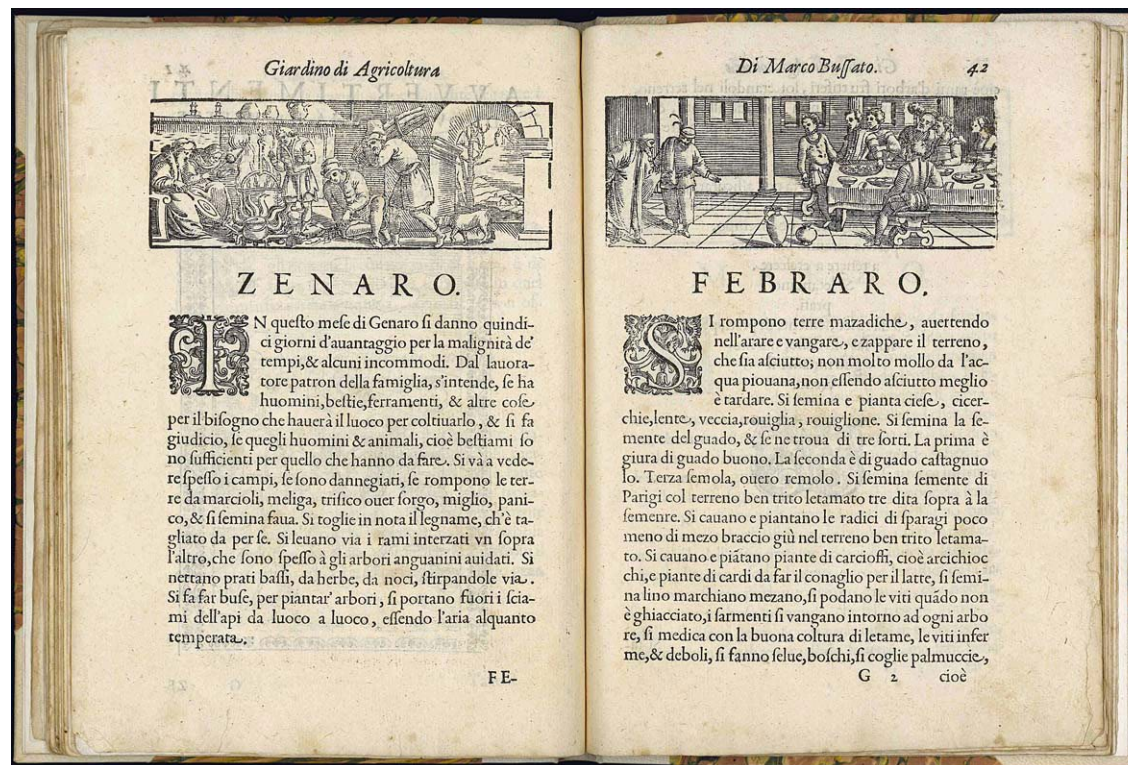 Giardino di Agricoltura
ZENARO.
IN queſto meſe di Genaro ſi danno quindi-
ci giorni d'auantaggio per la malignità de'
tempi,& alcuni incommodi. Dal lauora-
tore patron della famiglia, s'intende, ſe ha
huomini, beſtie, ferramenti, & altre coſe
per il biſogno che hauerà il luoco per coltiuarlo, & ſi fa
giudicio, ſe quegli huomini & animali, cioè beſtiami ſo
no ſufficienti per quello che hanno da fare. Si và a vede-
re ſpeſſo i campi, ſe ſono dannegiati, ſe rompono le ter-
re da marcioli, meliga, trifico ouer ſorgo, miglio, pani-
co, & ſi ſemina faua. Si toglie in nota il legname, ch'è ta-
gliato da per ſe. Si leuano via i rami interzati vn ſopra
l'altro, che ſono ſpeſſo à gli arbori anguanini auidati. Si
nettano prati baſſi, da herbe, da noci, ſtirpandole via.
Si fa far buſe, per piantar' arbori, ſi portano fuori i ſcia-
mi dell'api da luoco a luoco, eſſendo l'aria alquanto
temperata.
FE-
Di Marco Buſſato. 42
FEBRARO.
SI rompono terre mazadiche, auertendo
nell'arare e vangare, e zappare il terreno,
che ſia aſciutto; non molto mollo da l'ac-
qua piouana, non eſſendo aſciutto meglio
è tardare. Si ſemina e pianta cieſe, cicer-
chie, lente, veccia, rouiglia, rouiglione. Si ſemina la ſe-
mente del guado, & ſe ne troua di tre ſorti. La prima è
giura di guado buono. La ſeconda è di guado caſtagnuo
lo. Terza ſemola, ouero remolo. Si ſemina ſemente di
Parigi col terreno ben trito letamato tre dita ſopra à la
ſemenre. Si cauano e piantano le radici di ſparagi poco
meno di mezo braccio giù nel terreno ben trito letama-
to. Si cauano e piātano piante di carcioffi, cioè arcichioc
chi, e piante di cardi da far il conaglio per il latte, ſi ſemi-
na lino marchiano mezano, ſi podano le viti quādo non
è ghiacciato, i ſarmenti ſi vangano intorno ad ogni arbo
re, ſi medica con la buona coltura di letame, le viti infer
me, & deboli, ſi fanno ſelue, boſchi, ſi coglie palmuccie,
G 2 cioè